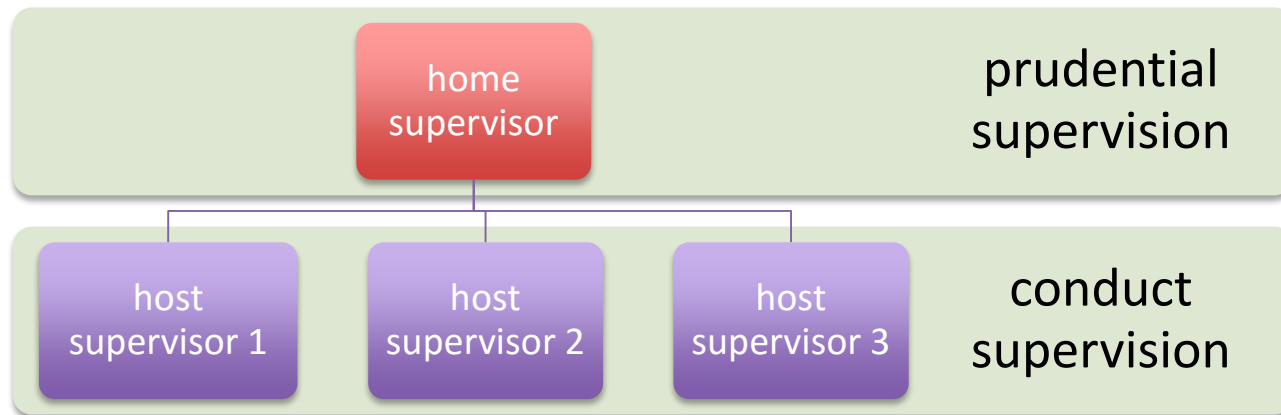 home
supervisor
prudential
supervision
host
supervisor 1
host
supervisor 2
host
supervisor 3
conduct
supervision